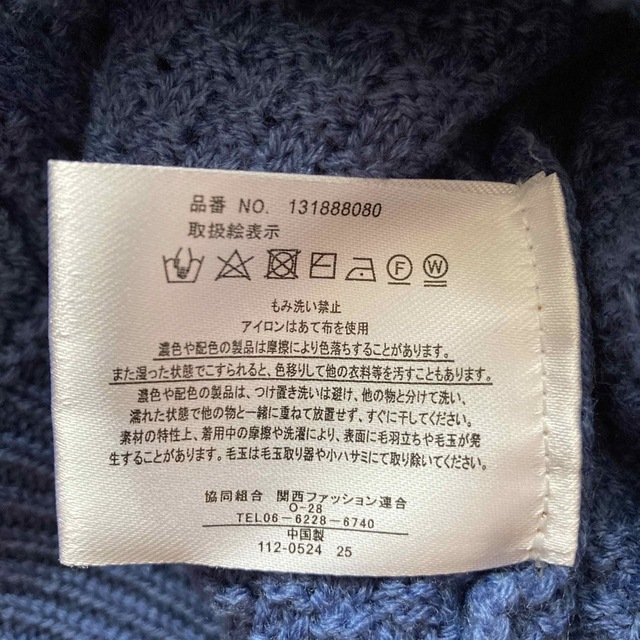 品番 NO. 131888080
取扱絵表示
F W
もみ洗い禁止
アイロンはあて布を使用
濃色や配色の製品は摩擦により色落ちすることがあります。
また湿った状態でこすられると、色移りして他の衣料等を汚すこともあります。
濃色や配色の製品は、つけ置き洗いは避け、他の物と分けて洗い、
濡れた状態で他の物と一緒に重ねて放置せず、すぐに干してください。
素材の特性上、着用中の摩擦や洗濯により、表面に毛羽立ちや毛玉が発
生することがあります。毛玉は毛玉取り器や小ハサミにて取り除いてください。
協同組合 関西ファッション連合
O-28
TEL06-6228-6740
中国製
112-0524 25